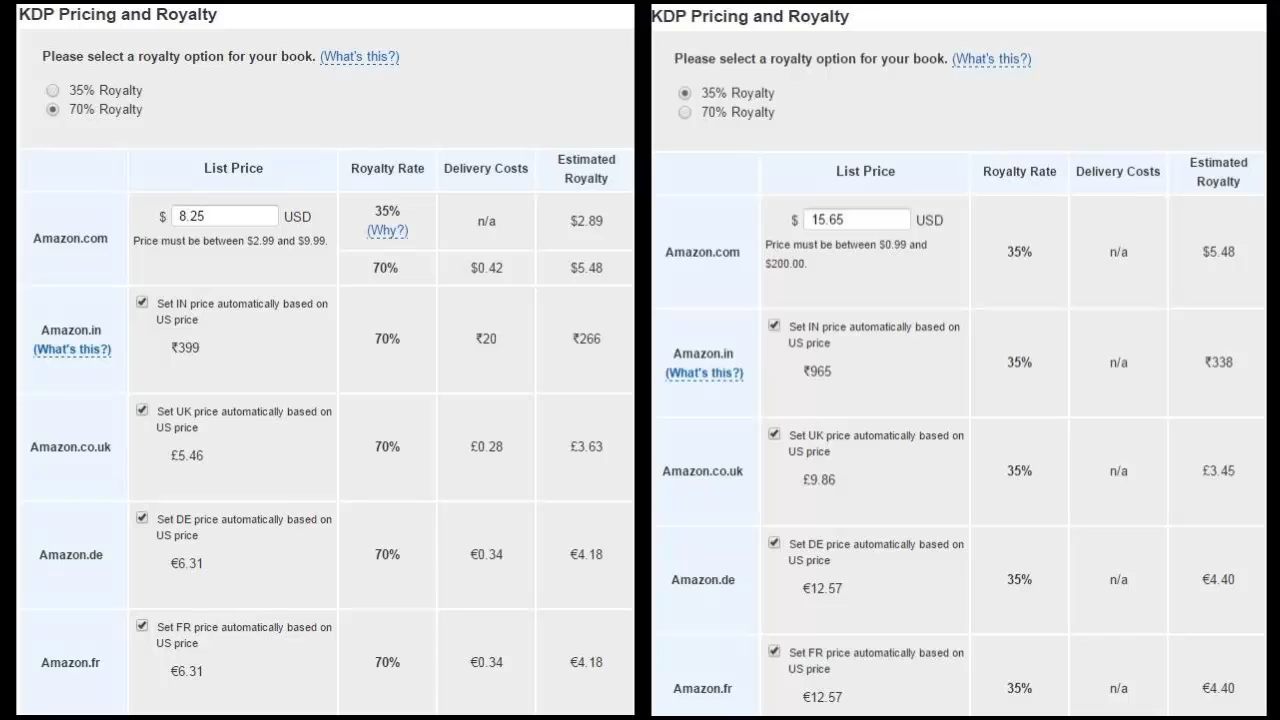 KDP Pricing and Royalty
Please select a royalty option for your book. (What's this?)
35% Royalty
70% Royalty
List Price
Royalty Rate
Delivery Costs
Estimated
Royalty
Amazon.com
$ 8.25 USD
Price must be between $2.99 and $9.99.
35%
(Why?)
n/a
$2.89
70%
$0.42
$5.48
Amazon.in
(What's this?)
Set IN price automatically based on
US price
₹399
70%
₹20
₹266
Amazon.co.uk
Set UK price automatically based on
US price
£5.46
70%
£0.28
£3.63
Amazon.de
Set DE price automatically based on
US price
€6.31
70%
€0.34
€4.18
Amazon.fr
Set FR price automatically based on
US price
€6.31
70%
€0.34
€4.18
KDP Pricing and Royalty
Please select a royalty option for your book. (What's this?)
35% Royalty
70% Royalty
List Price
Royalty Rate
Delivery Costs
Estimated
Royalty
Amazon.com
$ 15.65 USD
Price must be between $0.99 and
$200.00.
35%
n/a
$5.48
Amazon.in
(What's this?)
Set IN price automatically based on
US price
₹965
35%
n/a
₹338
Amazon.co.uk
Set UK price automatically based on
US price
£9.86
35%
n/a
£3.45
Amazon.de
Set DE price automatically based on
US price
€12.57
35%
n/a
€4.40
Amazon.fr
Set FR price automatically based on
US price
€12.57
35%
n/a
€4.40